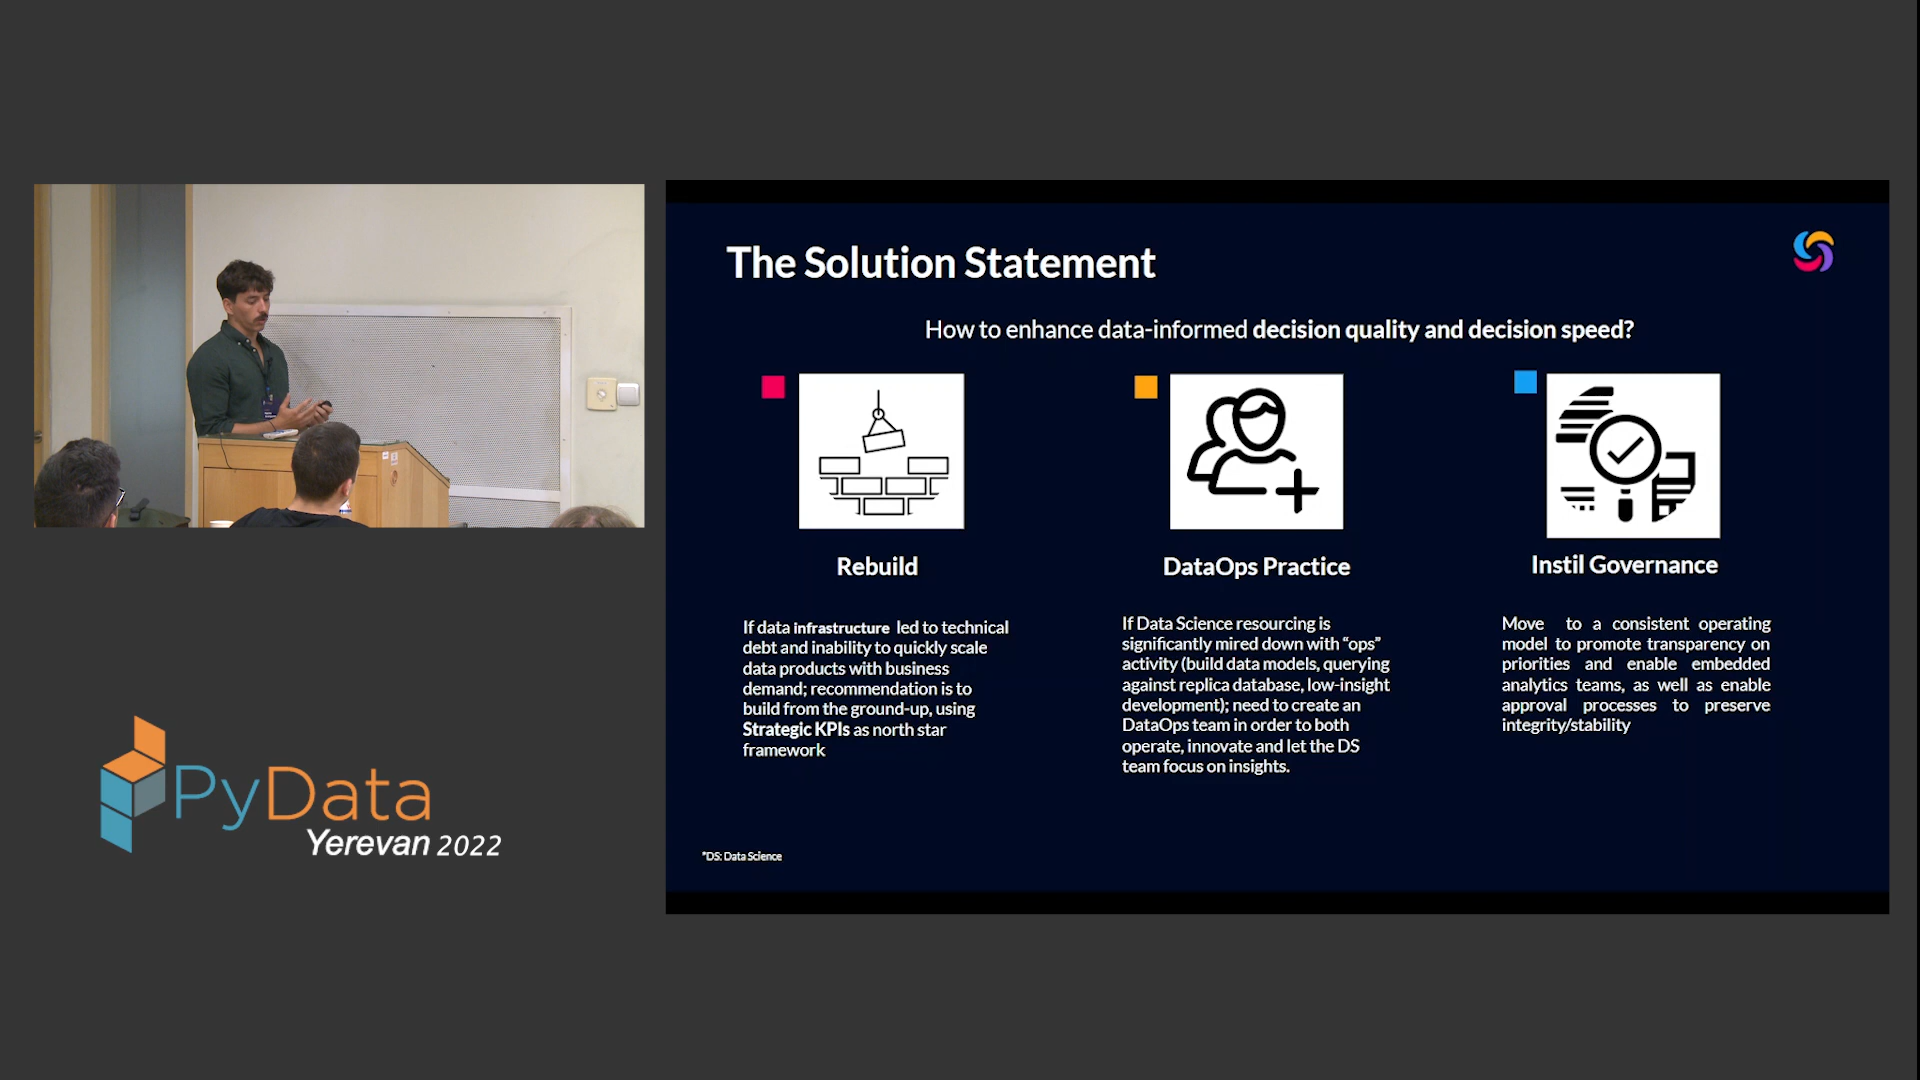 The Solution Statement
How to enhance data-informed decision quality and decision speed?
Rebuild
If data infrastructure led to technical
debt and inability to quickly scale
data products with business
demand; recommendation is to
build from the ground-up, using
Strategic KPIs as north star
framework
DataOps Practice
If Data Science resourcing is
significantly mired down with “ops”
activity (build data models, querying
against replica database, low-insight
development); need to create an
DataOps team in order to both
operate, innovate and let the DS
team focus on insights.
Instil Governance
Move to a consistent operating
model to promote transparency on
priorities and enable embedded
analytics teams, as well as enable
approval processes to preserve
integrity/stability
*DS: Data Science
PyData
Yerevan 2022